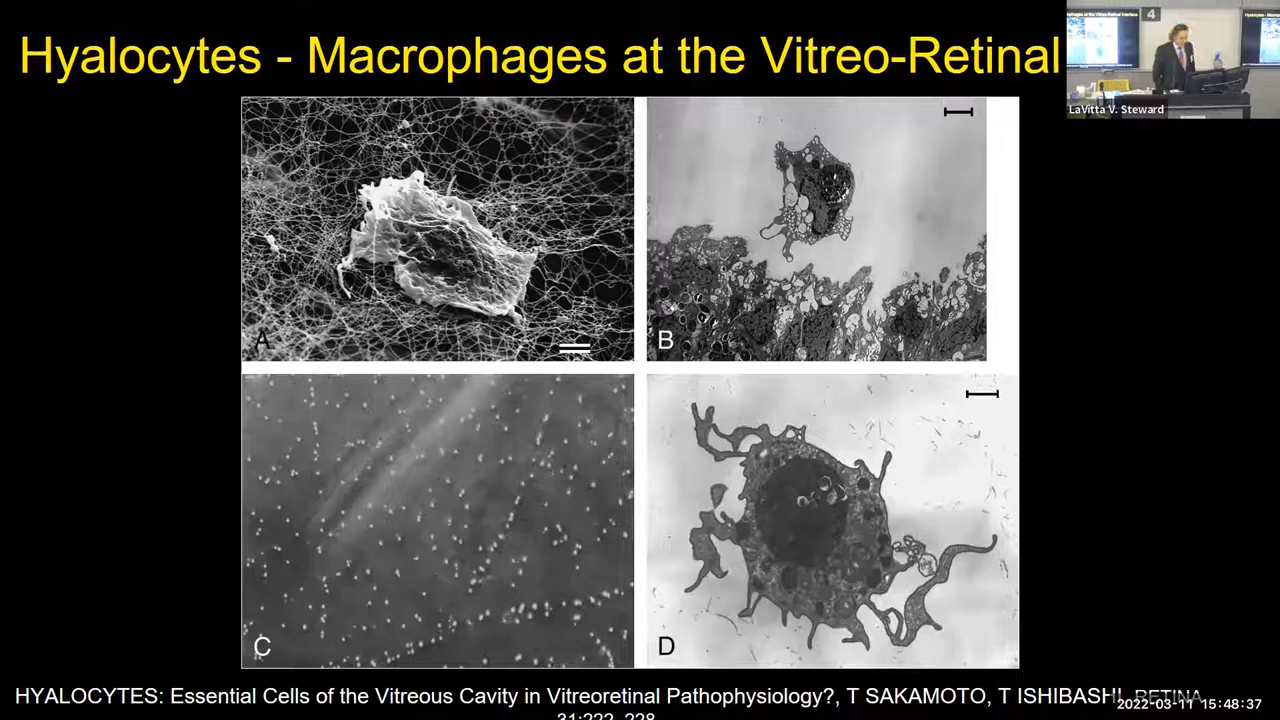 Hyalocytes - Macrophages at the Vitreo-Retinal
4
LaVitta V. Steward
A
B
C
D
HYALOCYTES: Essential Cells of the Vitreous Cavity in Vitreoretinal Pathophysiology?, T SAKAMOTO, T ISHIBASHI, RETINA
31:222-228
2022-03-11 15:48:37